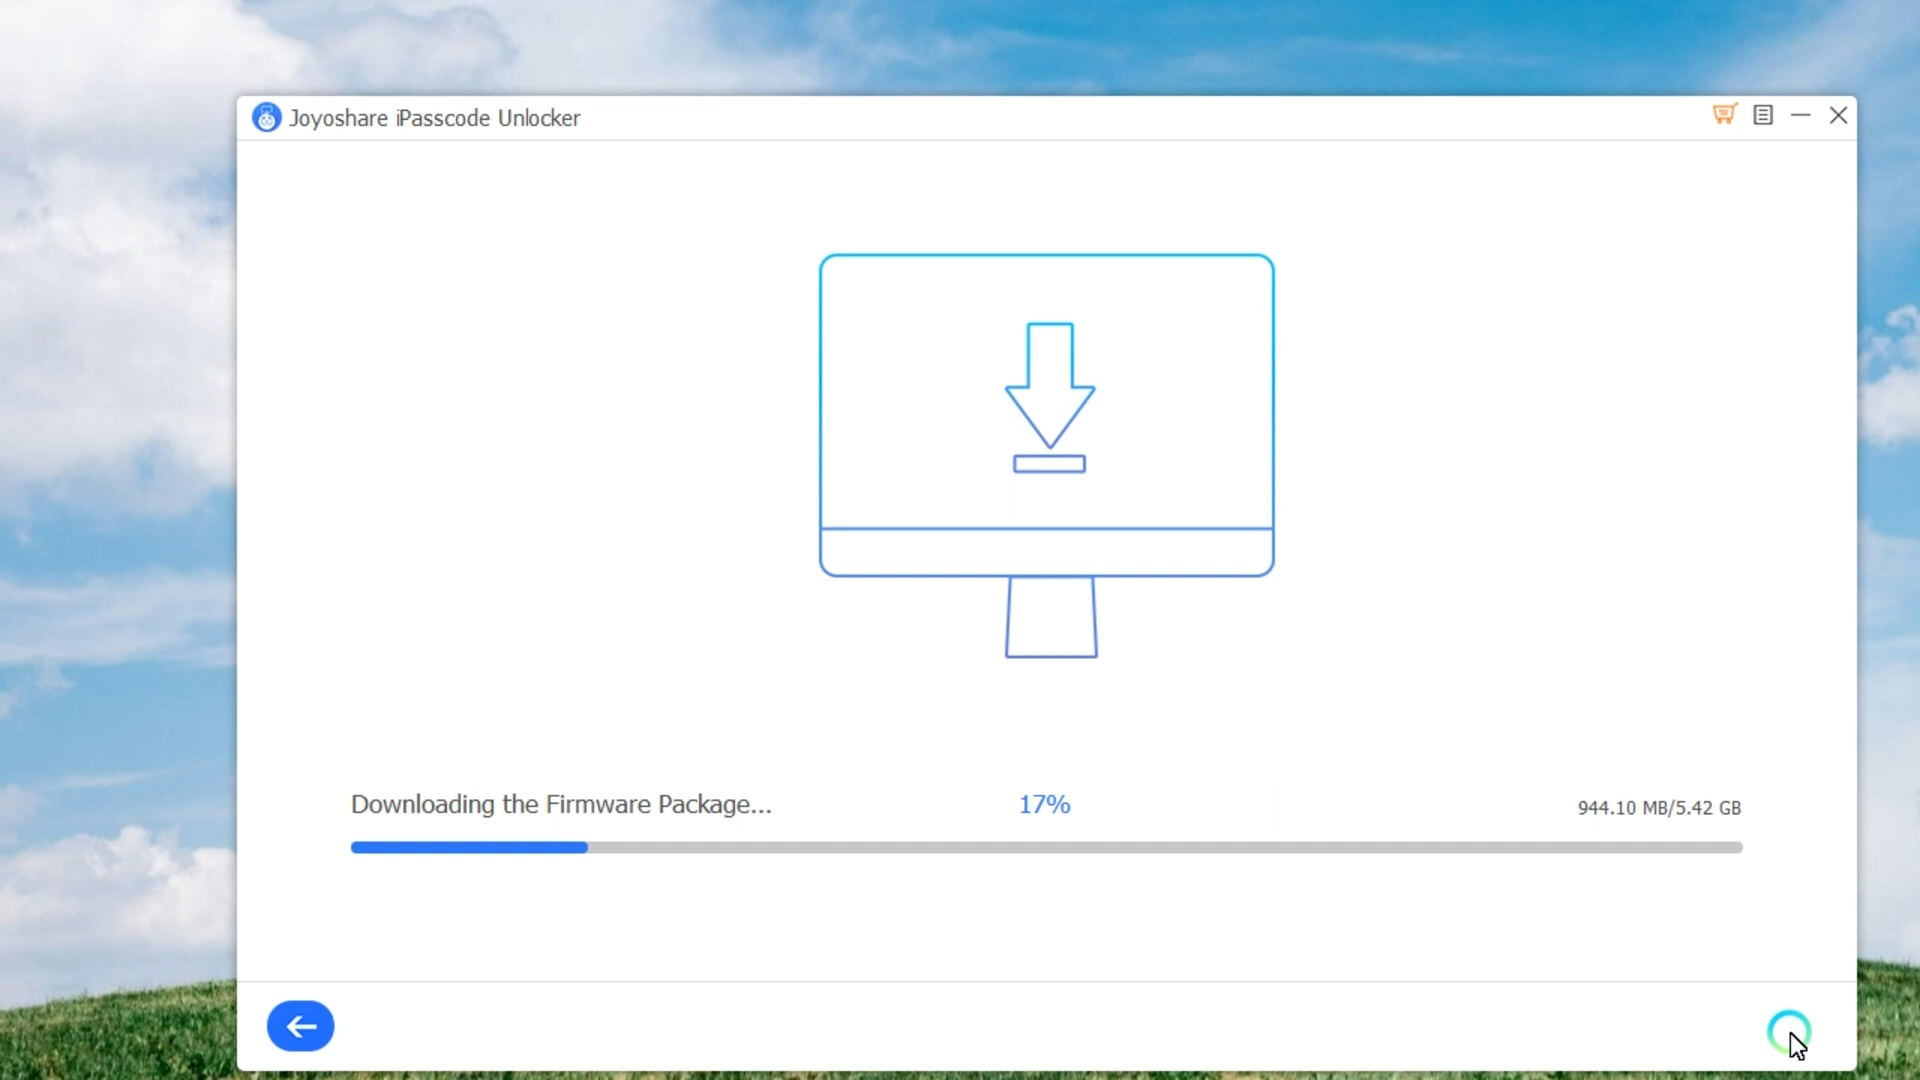 Joyoshare iPasscode Unlocker
Downloading the Firmware Package...
17%
944.10 MB/5.42 GB